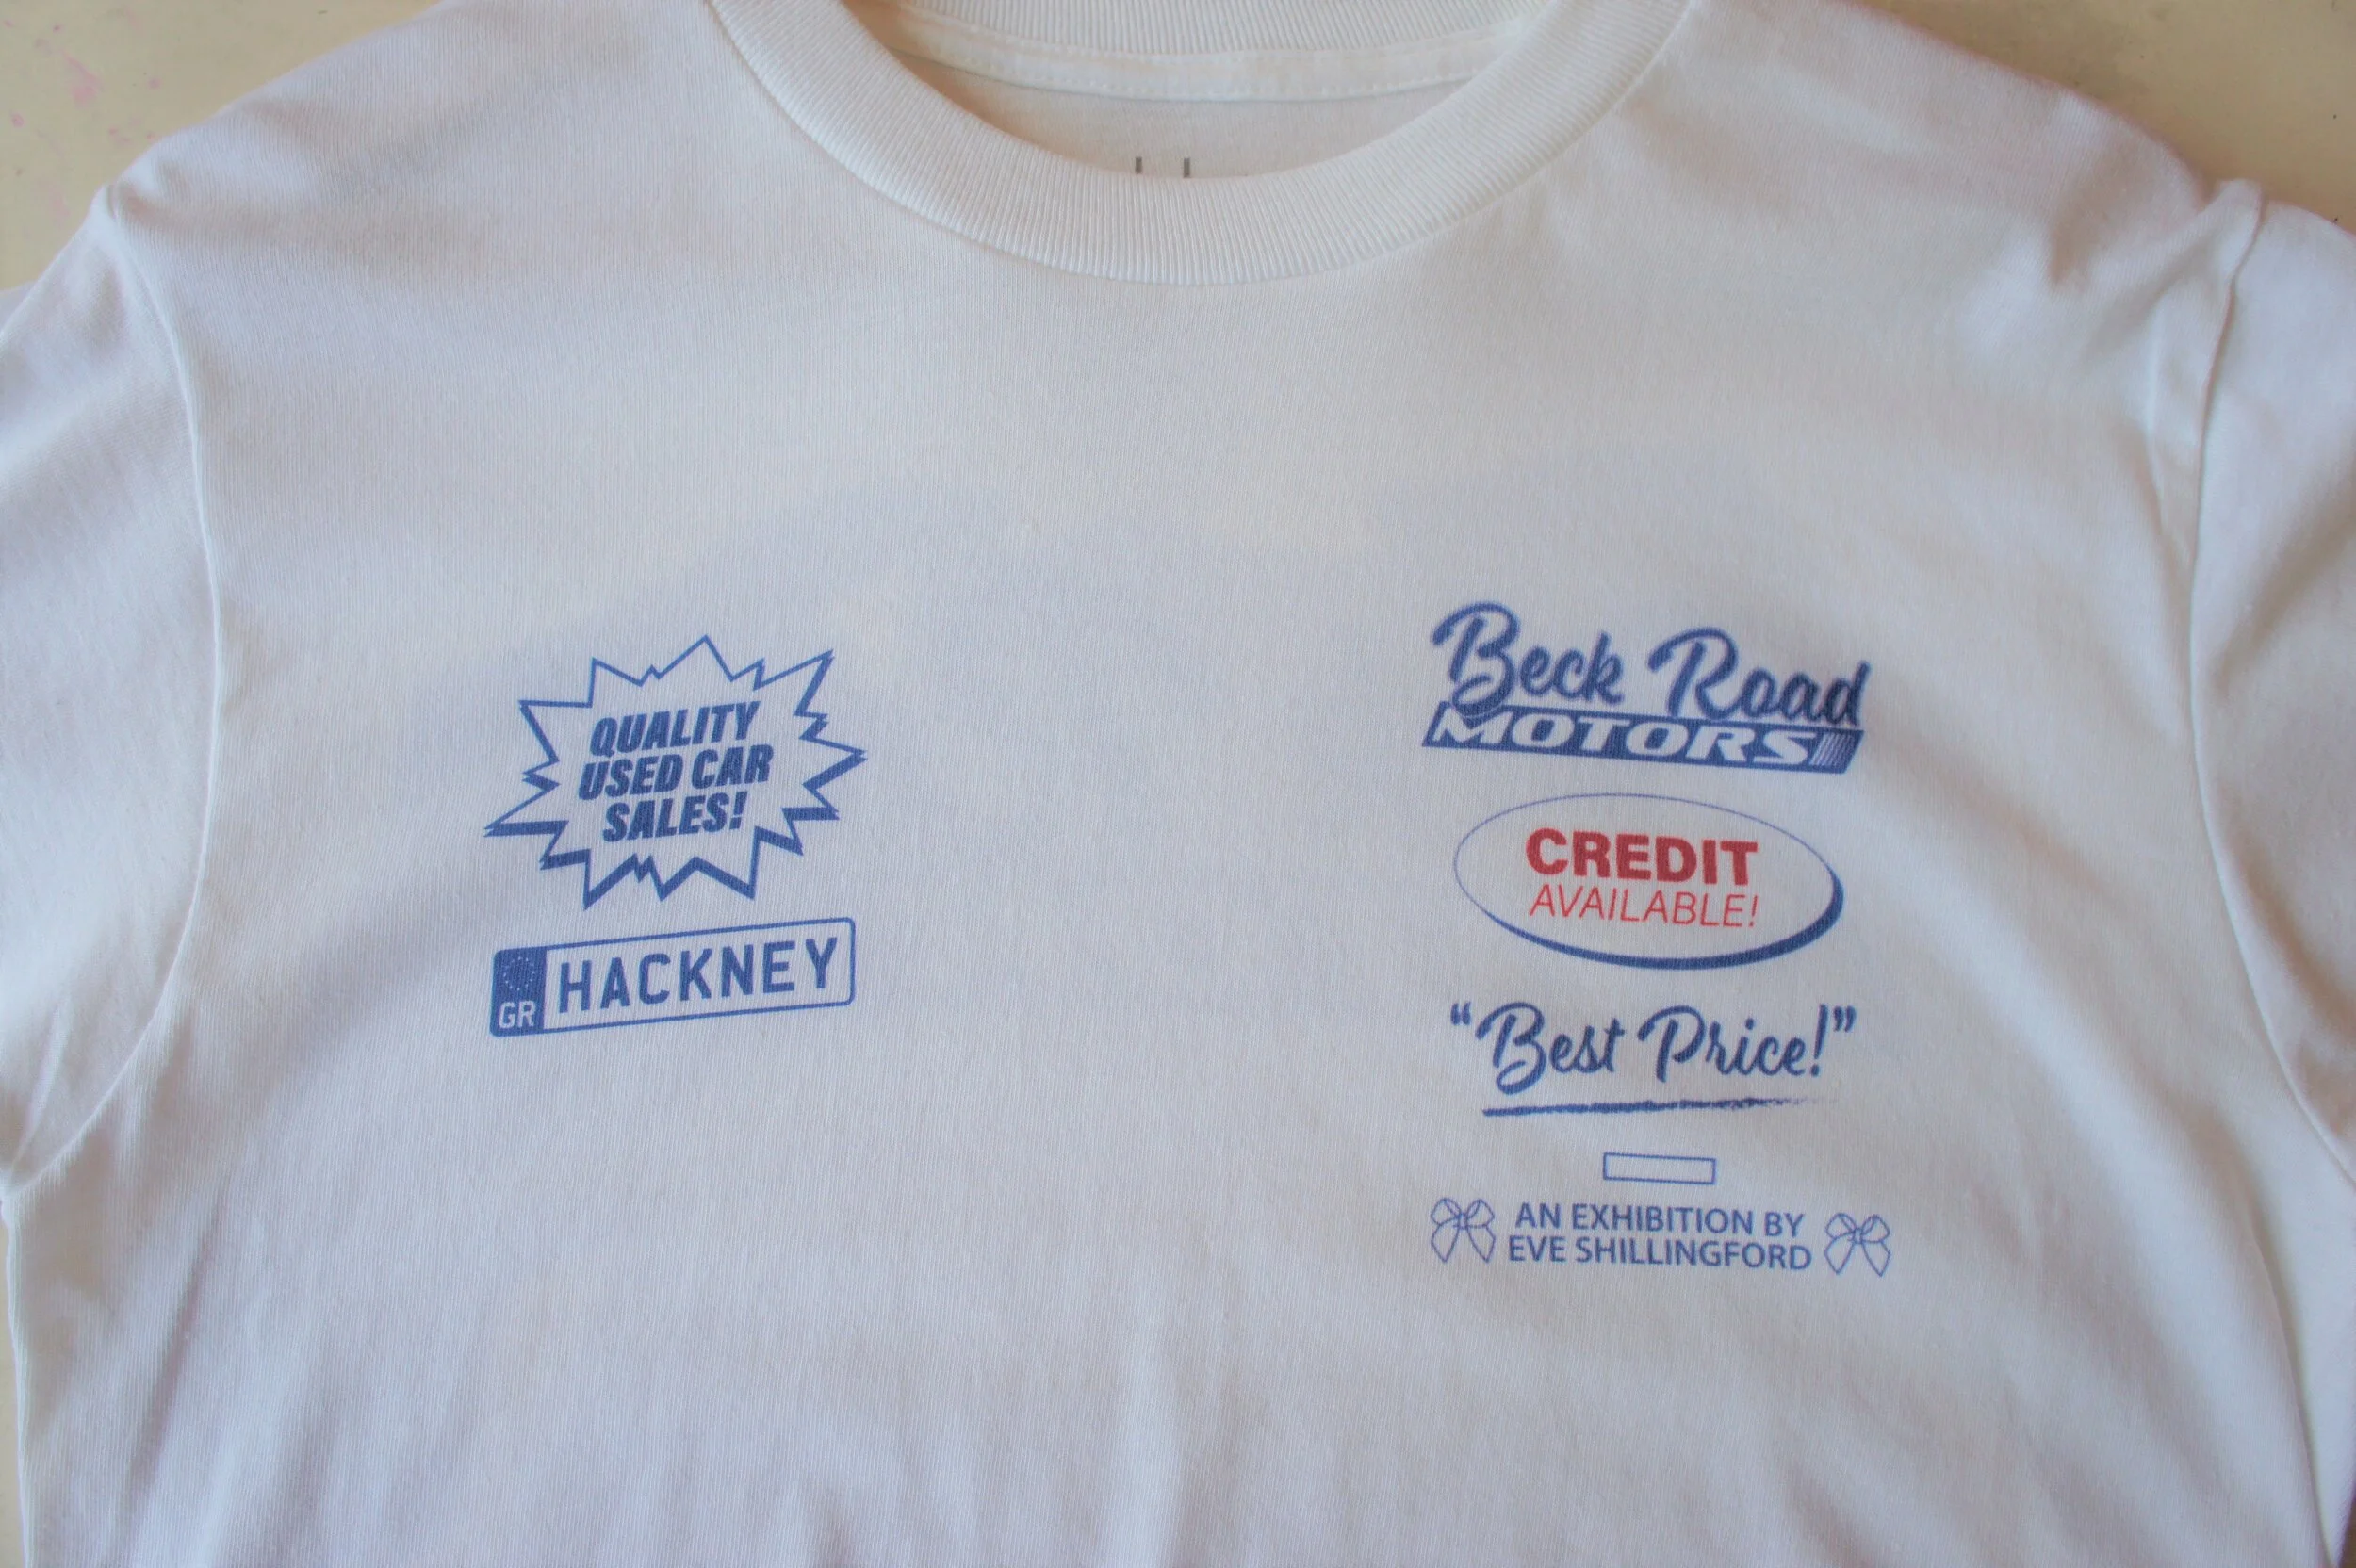 QUALITY
USED CAR
SALES!
GR HACKNEY
Beck Road
MOTORS
CREDIT
AVAILABLE!
“Best Price!”
AN EXHIBITION BY
EVE SHILLINGFORD